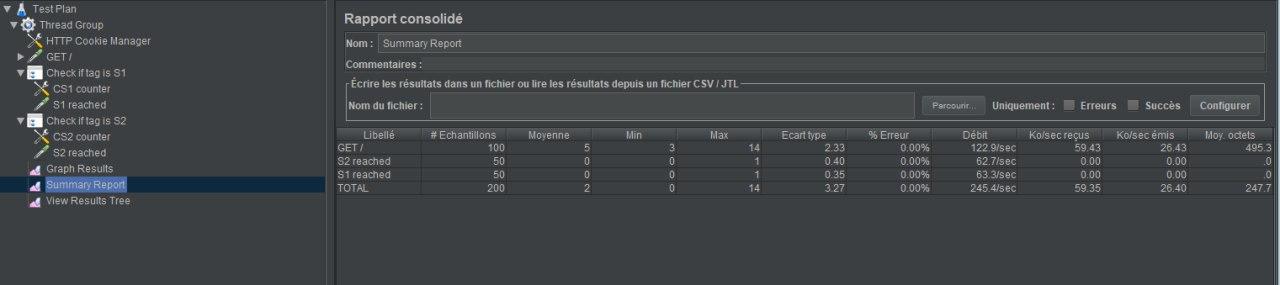 Test Plan
Thread Group
HTTP Cookie Manager
GET /
Check if tag is S1
CS1 counter
S1 reached
Check if tag is S2
CS2 counter
S2 reached
Graph Results
Summary Report
View Results Tree
Rapport consolidé
Nom : Summary Report
Commentaires :
Écrire les résultats dans un fichier ou lire les résultats depuis un fichier CSV / JTL
Nom du fichier : Parcourir... Uniquement : Erreurs Succès Configurer
Libellé # Echantillons Moyenne Min Max Ecart type % Erreur Débit Ko/sec reçus Ko/sec émis Moy. octets
GET / 100 5 3 14 2.33 0.00% 122.9/sec 59.43 26.43 495.3
S2 reached 50 0 0 1 0.40 0.00% 62.7/sec 0.00 0.00 .0
S1 reached 50 0 0 1 0.35 0.00% 63.3/sec 0.00 0.00 .0
TOTAL 200 2 0 14 3.27 0.00% 245.4/sec 59.35 26.40 247.7